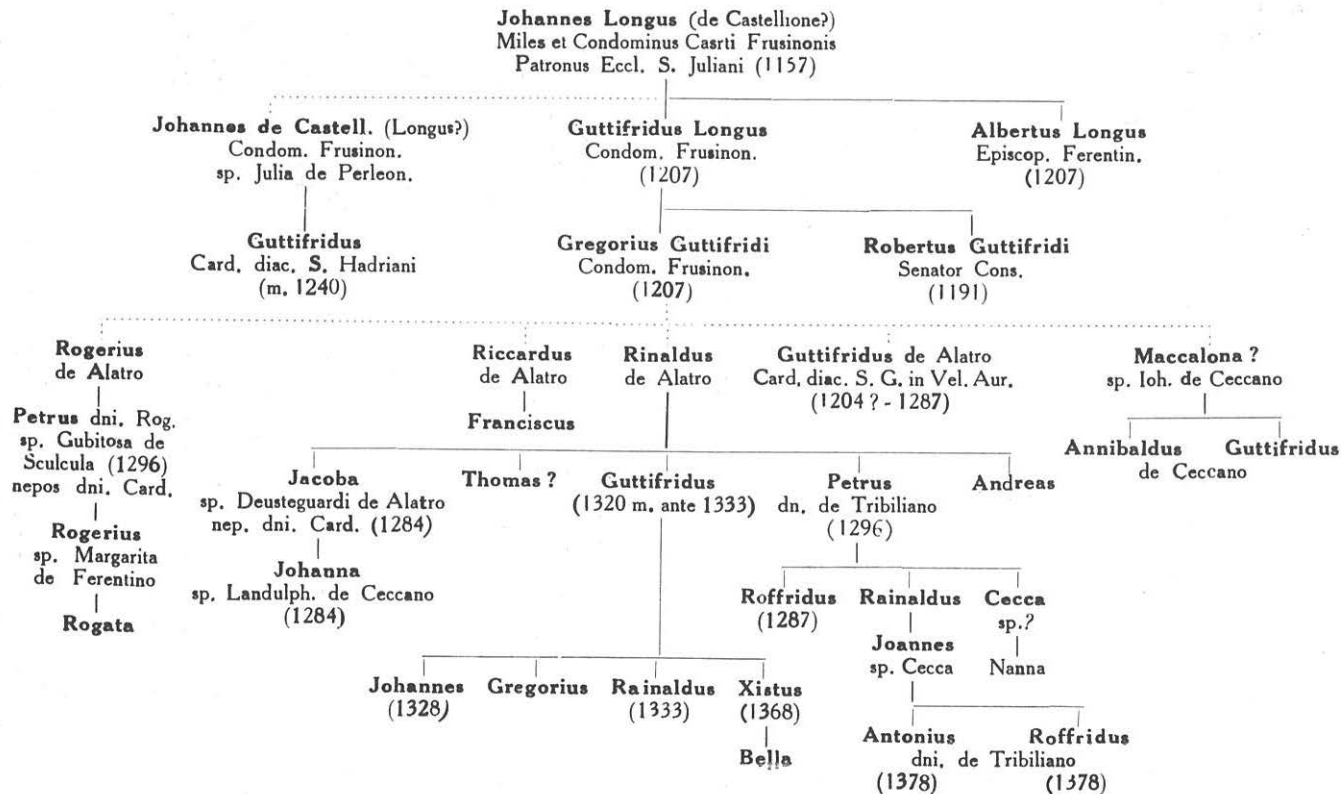 Johannes Longus (de Castellione?)
Miles et Condominus Casrti Frusinonis
Patronus Eccl. S. Juliani (1157)
Johannes de Castell. (Longus?)
Condom. Frusinon.
sp. Julia de Perleon.
Guttifridus Longus
Condom. Frusinon.
(1207)
Albertus Longus
Episcop. Ferentin.
(1207)
Guttifridus
Card. diac. S. Hadriani
(m. 1240)
Gregorius Guttifridi
Condom. Frusinon.
(1207)
Robertus Guttifridi
Senator Cons.
(1191)
Rogerius
de Alatro
Riccardus
de Alatro
Rinaldus
de Alatro
Guttifridus de Alatro
Card. diac. S. G. in Vel. Aur.
(1204 ? - 1287)
Maccalona ?
sp. Ioh. de Ceccano
Petrus dni. Rog.
sp. Gubitosa de
Sculcula (1296)
nepos dni. Card.
Franciscus
Annibaldus Guttifridus
de Ceccano
Jacoba
sp. Deusteguardi de Alatro
nep. dni. Card. (1284)
Thomas ?
Guttifridus
(1320 m. ante 1333)
Petrus
dn. de Tribiliano
(1296)
Andreas
Rogerius
sp. Margarita
de Ferentino
Johanna
sp. Landulph. de Ceccano
(1284)
Roffridus
(1287)
Rainaldus
Cecca
sp.?
Rogata
Joannes
sp. Cecca
Nanna
Johannes
(1328)
Gregorius
Rainaldus
(1333)
Xistus
(1368)
Bella
Antonius Roffridus
dni. de Tribiliano
(1378) (1378)